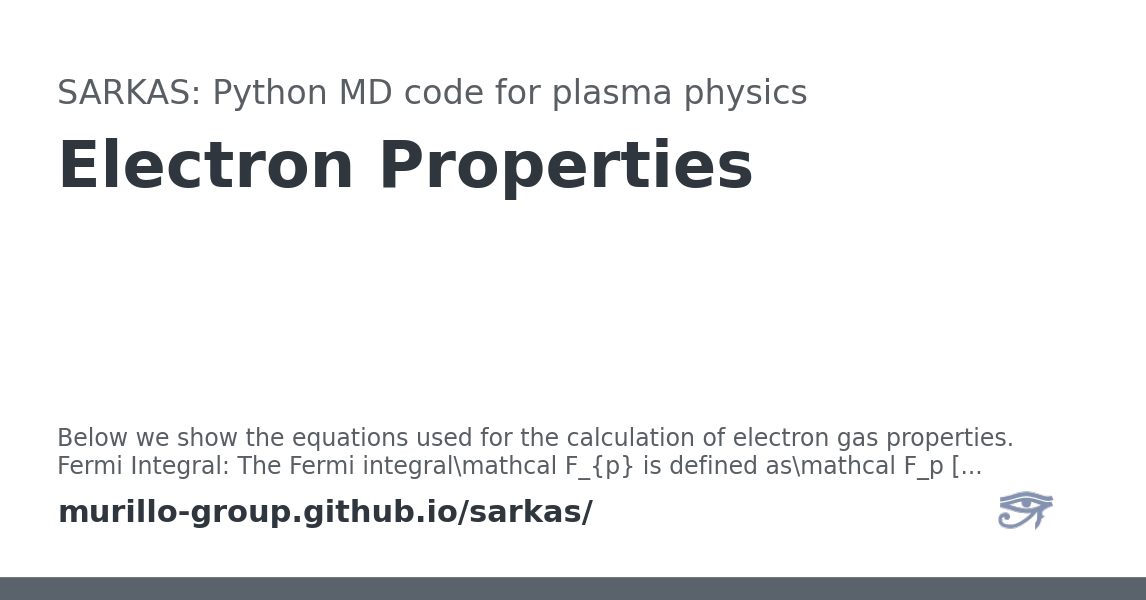 SARKAS: Python MD code for plasma physics
Electron Properties
Below we show the equations used for the calculation of electron gas properties.
Fermi Integral: The Fermi integral\mathcal F_{p} is defined as\mathcal F_p [...
murillo-group.github.io/sarkas/